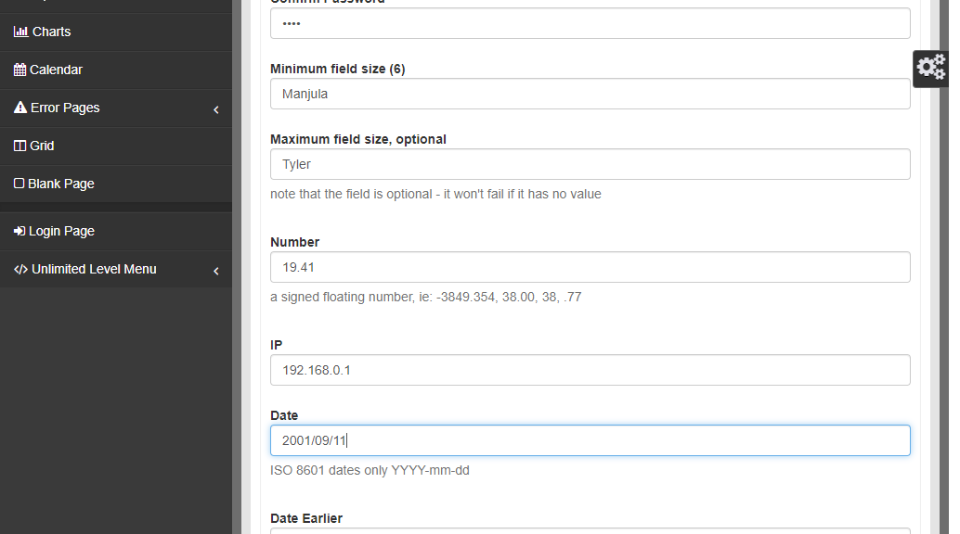 Charts
Calendar
Error Pages
Grid
Blank Page
Login Page
Unlimited Level Menu
Confirm Password
••••
Minimum field size (6)
Manjula
Maximum field size, optional
Tyler
note that the field is optional - it won't fail if it has no value
Number
19.41
a signed floating number, ie: -3849.354, 38.00, 38, .77
IP
192.168.0.1
Date
2001/09/11
ISO 8601 dates only YYYY-mm-dd
Date Earlier